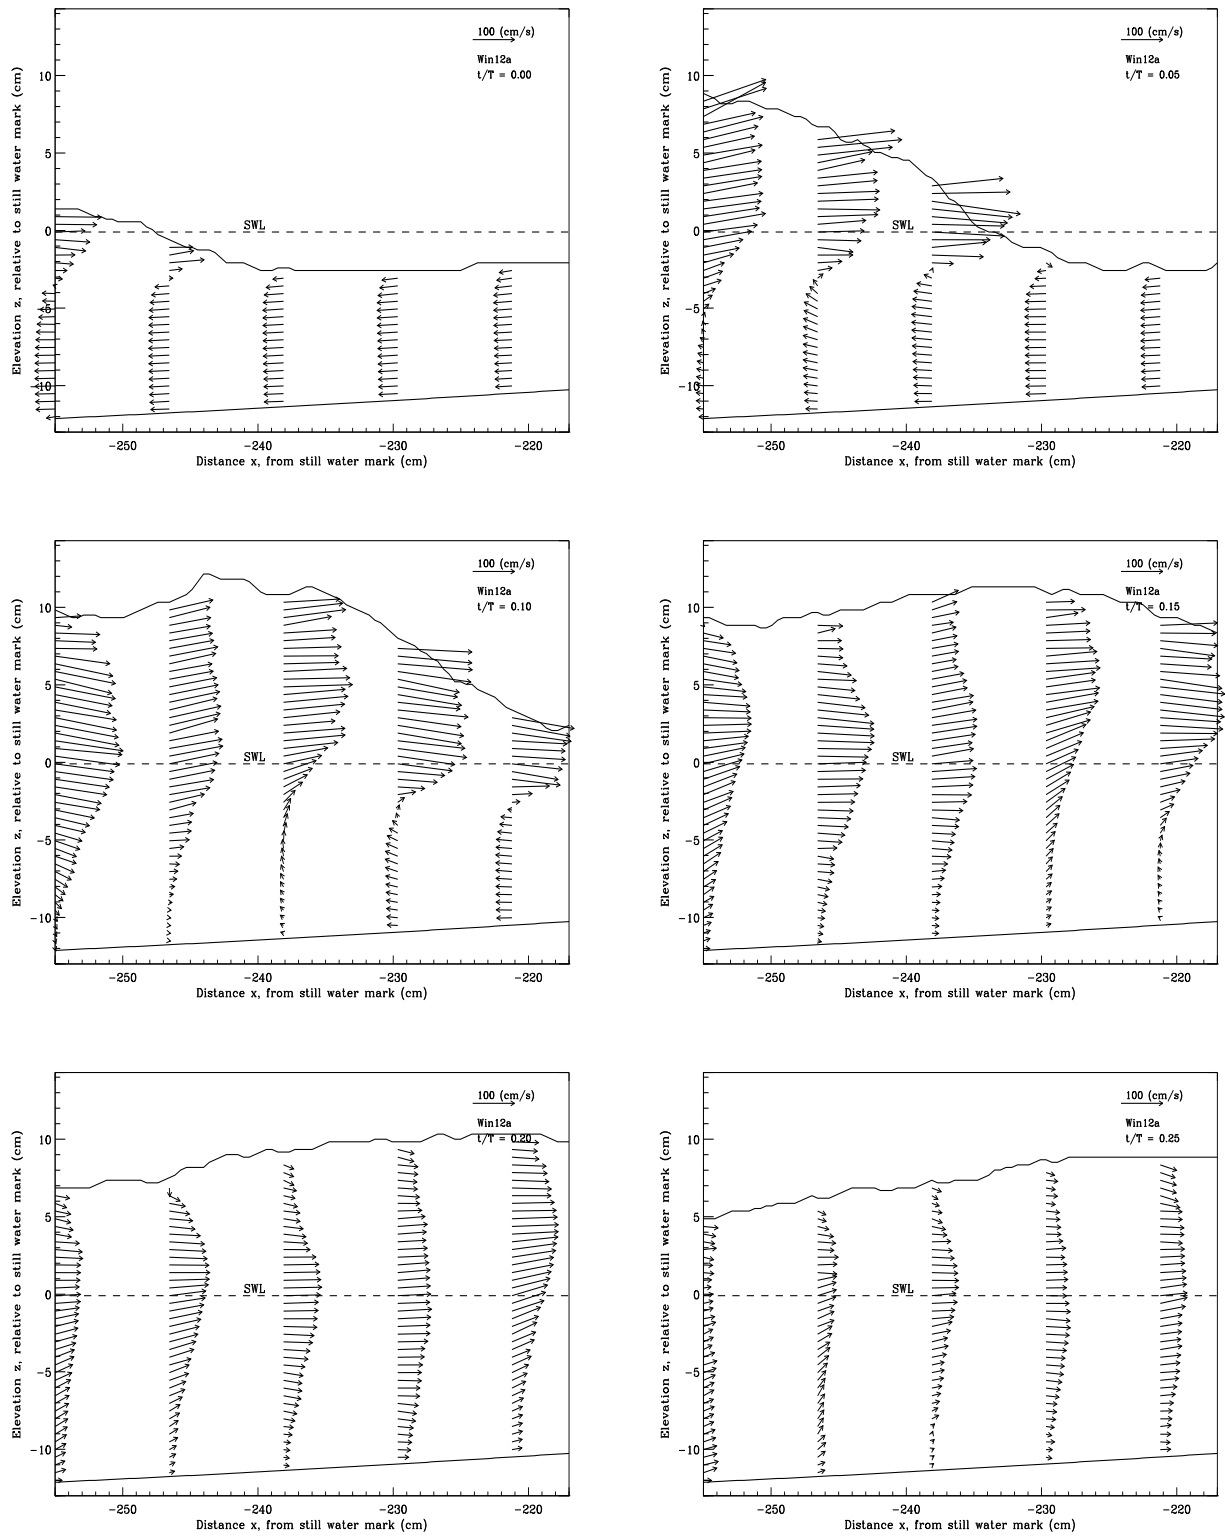 100 (cm/s)
Win12a
t/T = 0.00
10
5
0
-5
-10
SWL
-250
-240
-230
-220
Distance x, from still water mark (cm)
Elevation z, relative to still water mark (cm)
100 (cm/s)
Win12a
t/T = 0.05
10
5
0
-5
-10
SWL
-250
-240
-230
-220
Distance x, from still water mark (cm)
Elevation z, relative to still water mark (cm)
100 (cm/s)
Win12a
t/T = 0.10
10
5
0
-5
-10
SWL
-250
-240
-230
-220
Distance x, from still water mark (cm)
Elevation z, relative to still water mark (cm)
100 (cm/s)
Win12a
t/T = 0.15
10
5
0
-5
-10
SWL
-250
-240
-230
-220
Distance x, from still water mark (cm)
Elevation z, relative to still water mark (cm)
100 (cm/s)
Win12a
t/T = 0.20
10
5
0
-5
-10
SWL
-250
-240
-230
-220
Distance x, from still water mark (cm)
Elevation z, relative to still water mark (cm)
100 (cm/s)
Win12a
t/T = 0.25
10
5
0
-5
-10
SWL
-250
-240
-230
-220
Distance x, from still water mark (cm)
Elevation z, relative to still water mark (cm)